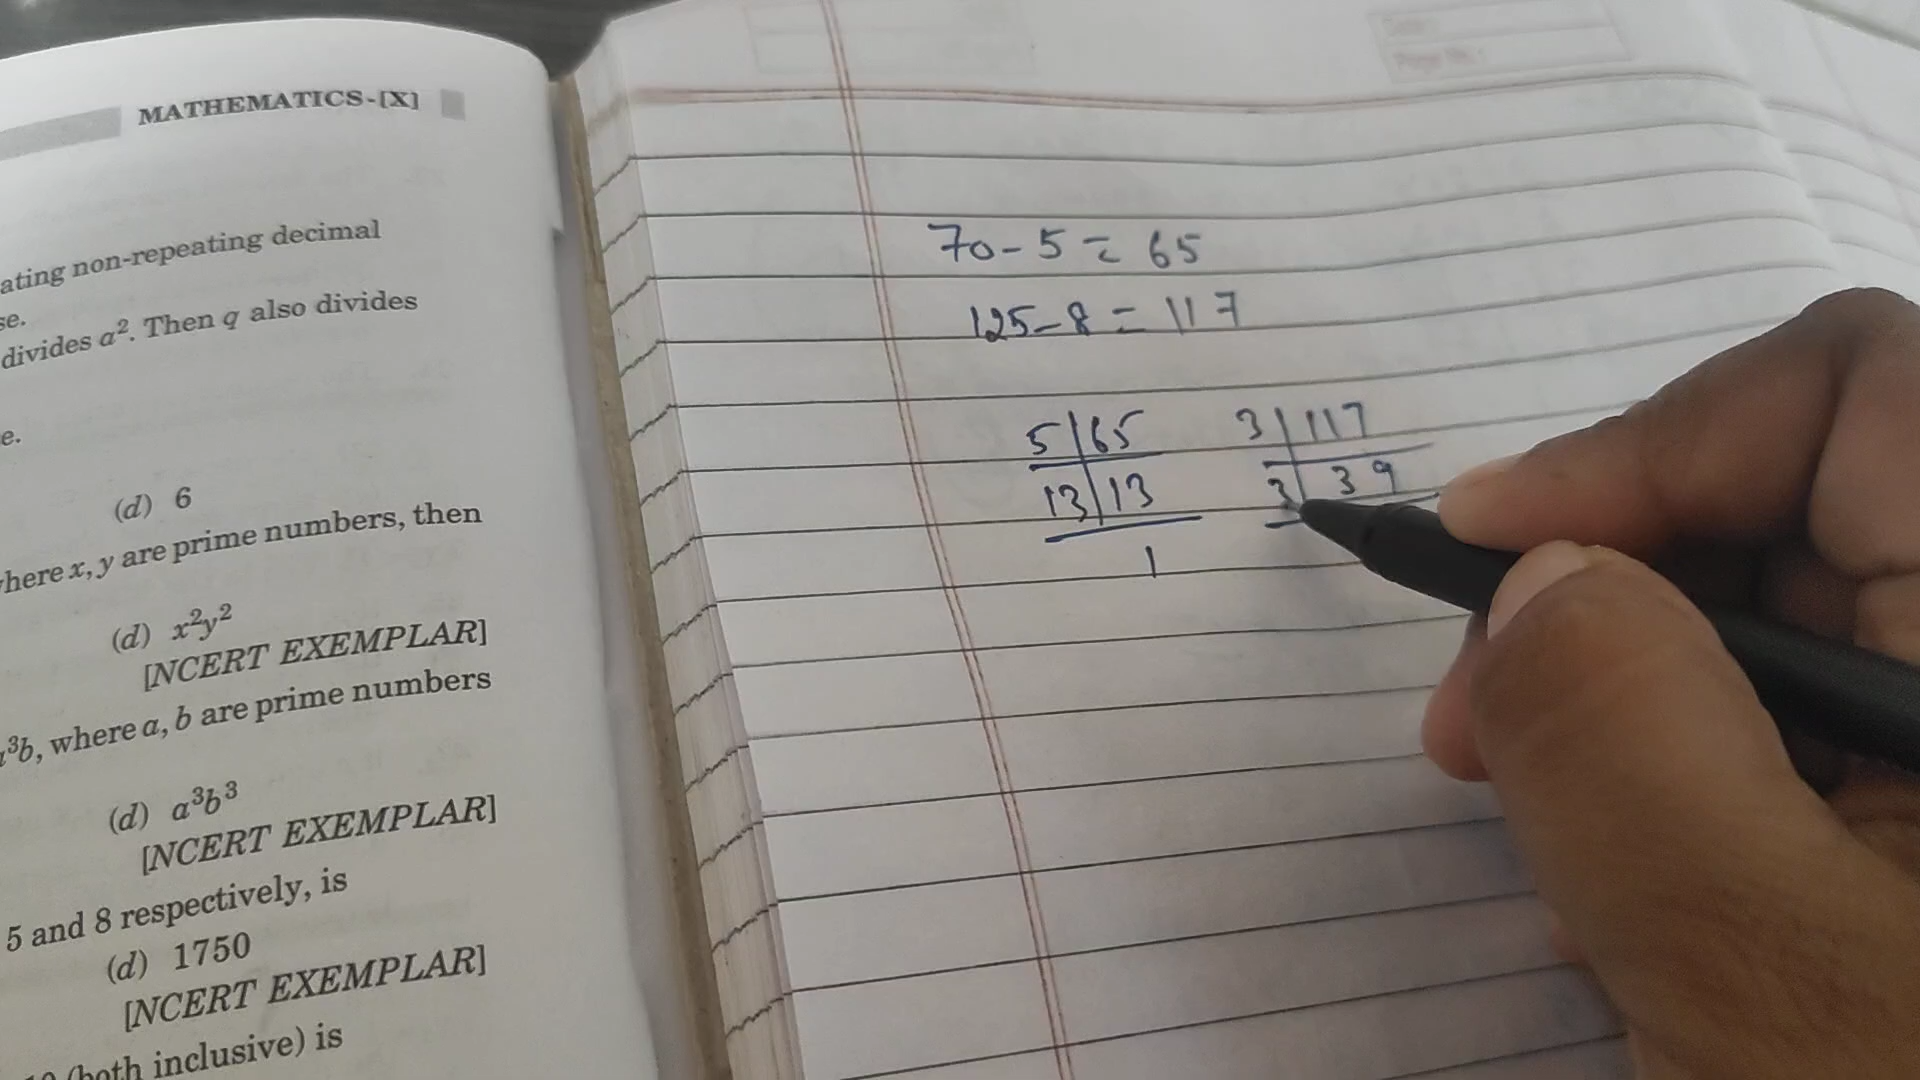 MATHEMATICS-[X]
ating non-repeating decimal
se.
divides a². Then q also divides
e.
(d) 6
here x, y are prime numbers, then
(d) x²y²
[NCERT EXEMPLAR]
³b, where a, b are prime numbers
(d) a³b³
[NCERT EXEMPLAR]
5 and 8 respectively, is
(d) 1750
[NCERT EXEMPLAR]
(both inclusive) is
Page No.:
70 - 5 = 65
125 - 8 = 117
5 | 65 3 | 117
13 | 13 3 | 39
1